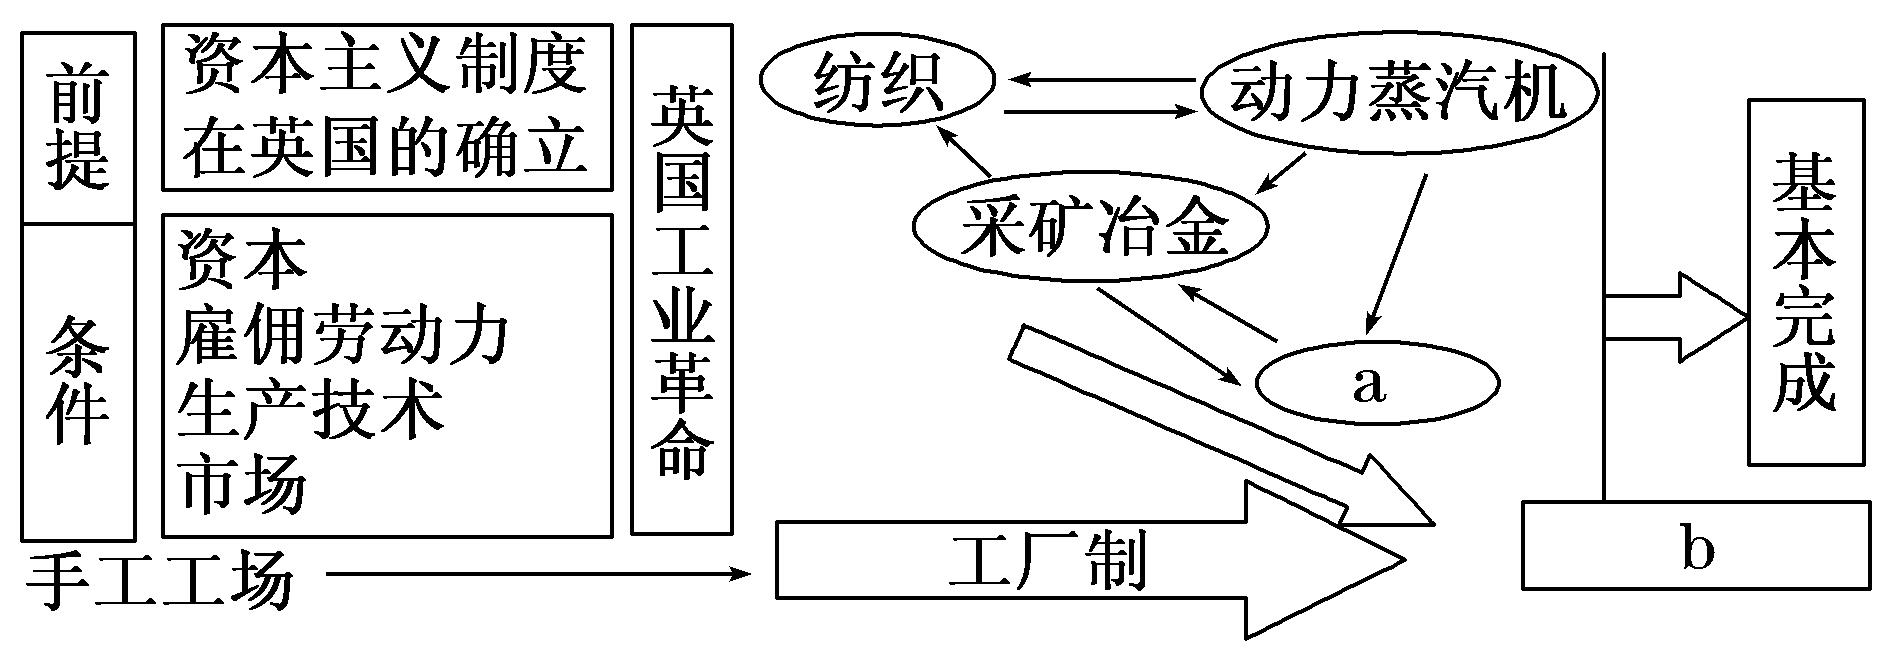 前提
资本主义制度
在英国的确立
条件
资本
雇佣劳动力
生产技术
市场
英国工业革命
手工工场
纺织
动力蒸汽机
采矿冶金
a
工厂制
b
基本完成